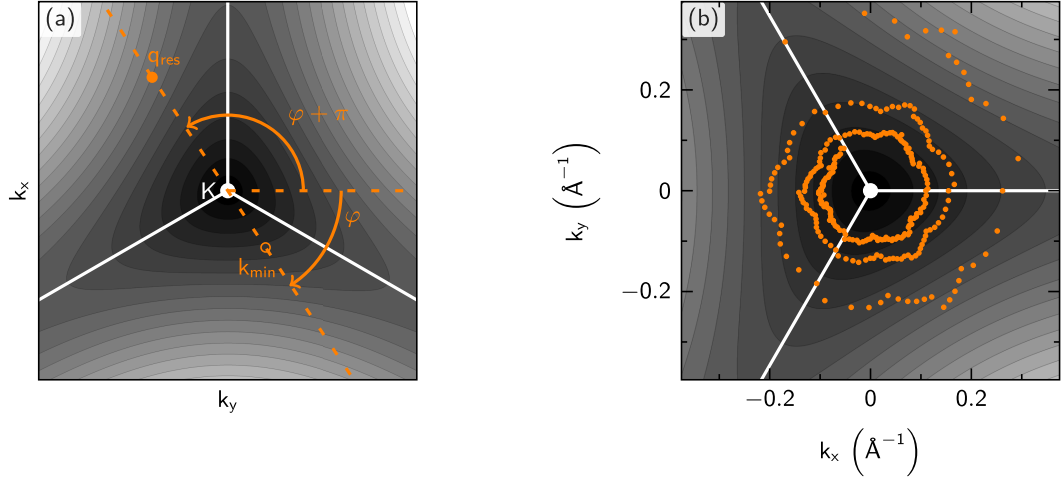 (a)
q_res
φ + π
K
φ
k_min
k_x
k_y
(b)
0.2
0
−0.2
k_y (Å⁻¹)
−0.2 0 0.2
k_x (Å⁻¹)